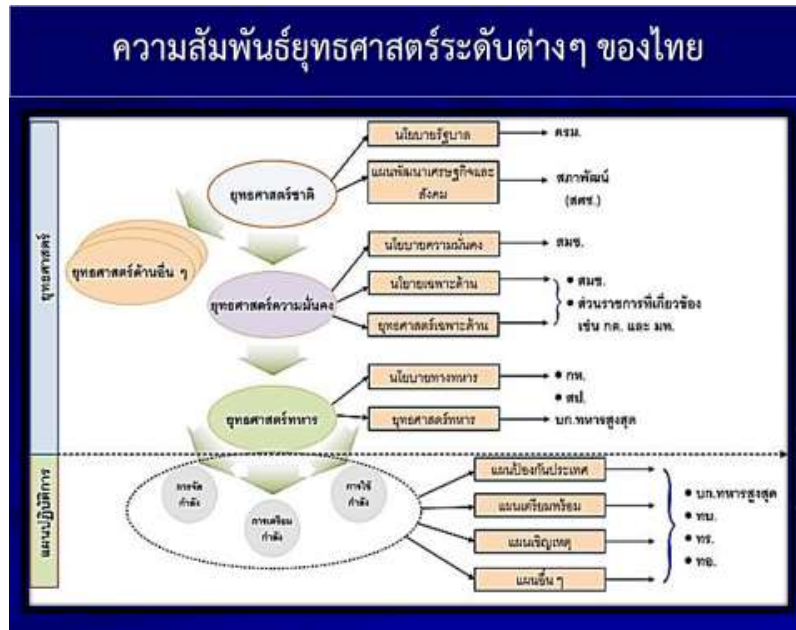 ความสัมพันธ์ยุทธศาสตร์ระดับต่างๆ ของไทย
ยุทธศาสตร์
ยุทธศาสตร์ชาติ
นโยบายรัฐบาล
ครม.
แผนพัฒนาเศรษฐกิจและ
สังคม
สภาพัฒน์
(สศช.)
ยุทธศาสตร์ด้านอื่น ๆ
ยุทธศาสตร์ความมั่นคง
นโยบายความมั่นคง
สมช.
นโยายเฉพาะด้าน
ยุทธศาสตร์เฉพาะด้าน
• สมช.
• ส่วนราชการที่เกี่ยวข้อง
เช่น กต. และ มท.
ยุทธศาสตร์ทหาร
นโยบายทางทหาร
• กห.
• สป.
ยุทธศาสตร์ทหาร
บก.ทหารสูงสุด
แผนปฏิบัติการ
การจัด
กำลัง
การเตรียม
กำลัง
การใช้
กำลัง
แผนป้องกันประเทศ
แผนเตรียมพร้อม
แผนเชิญเหตุ
แผนอื่น ๆ
• บก.ทหารสูงสุด
• ทบ.
• ทร.
• ทอ.